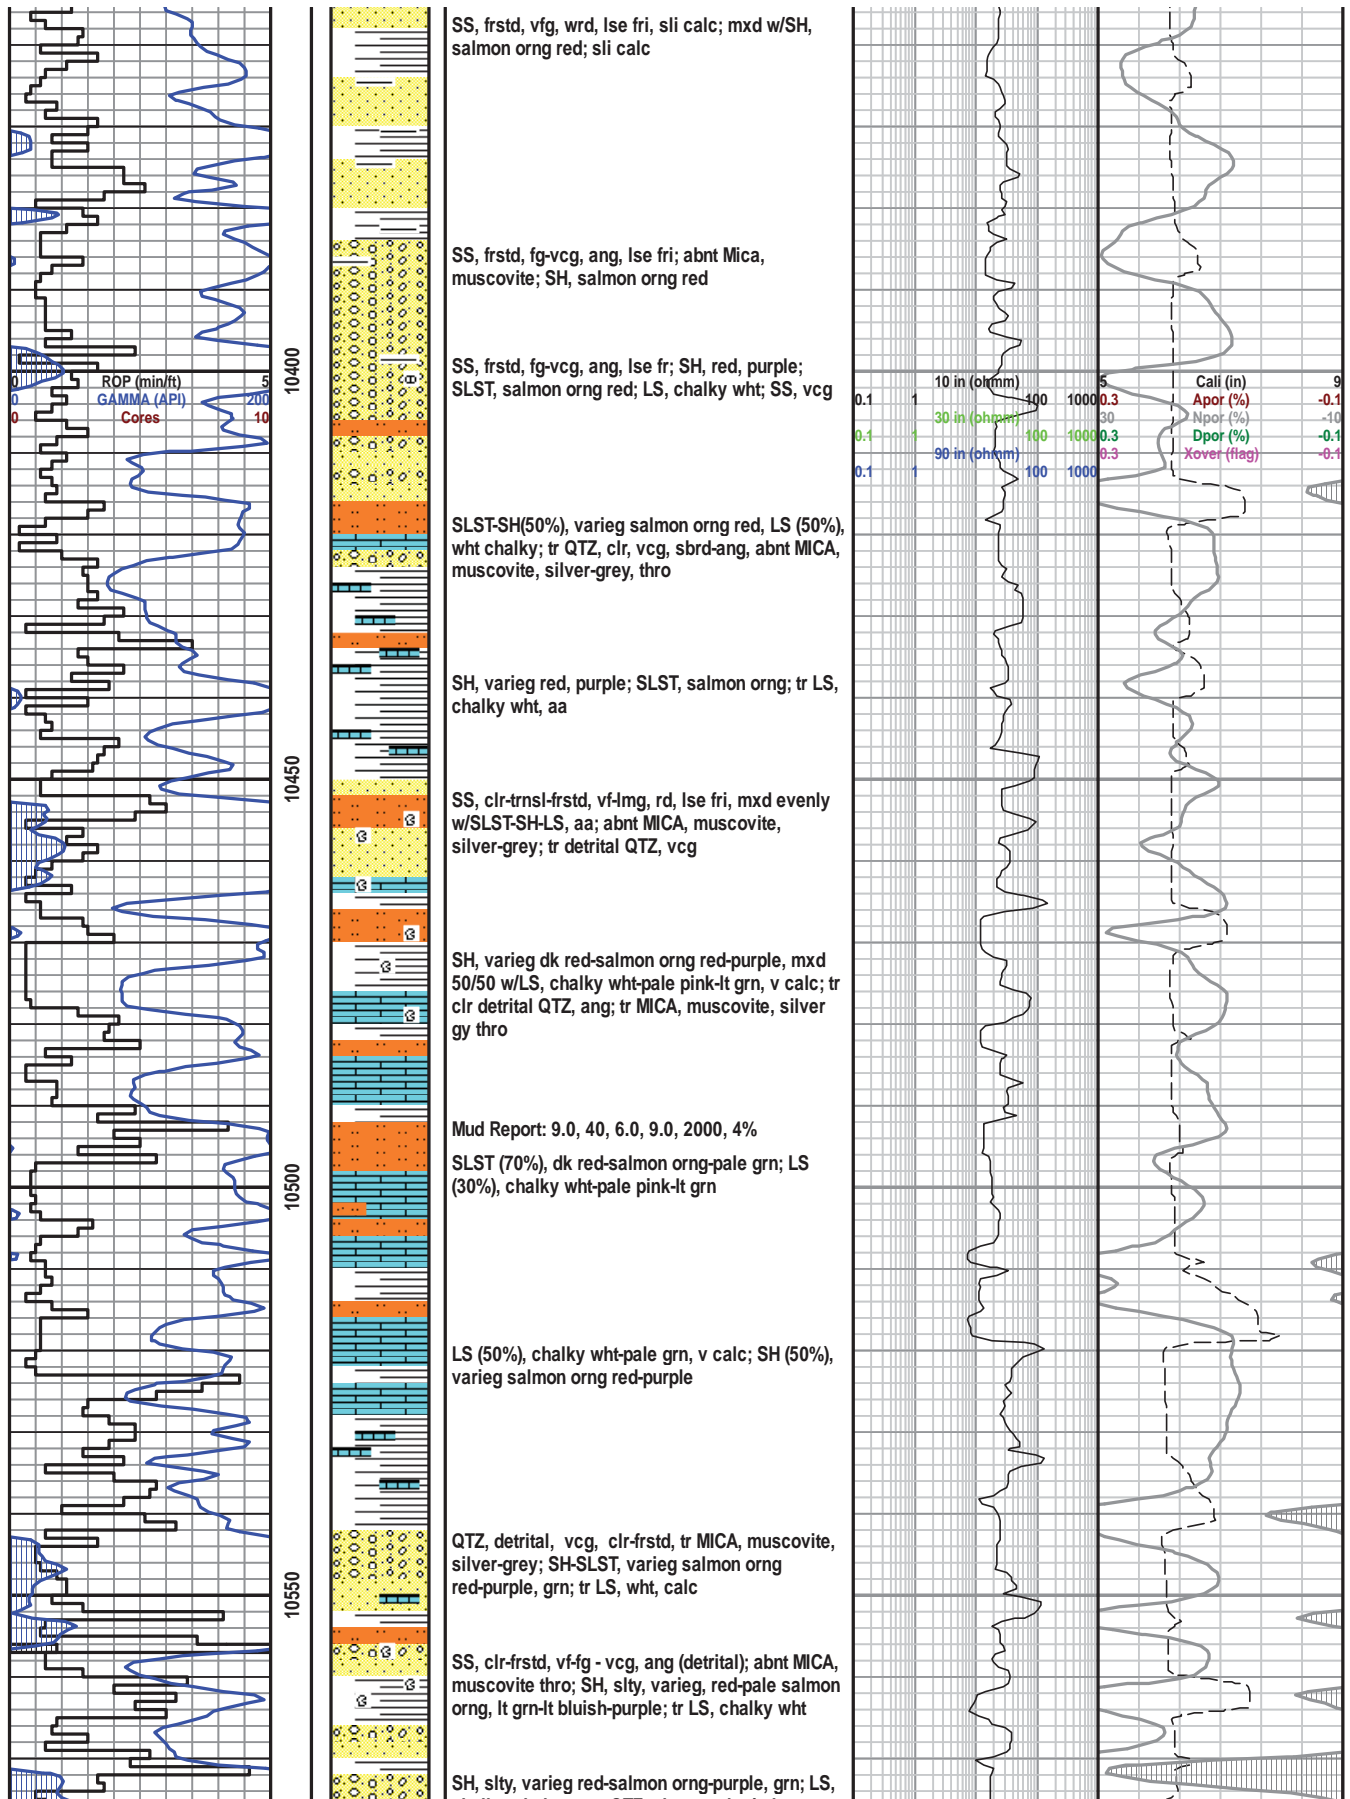 SS, frstd, vfg, wrd, lse fri, sli calc; mxd w/SH,
salmon orng red; sli calc
SS, frstd, fg-vcg, ang, lse fri; abnt Mica,
muscovite; SH, salmon orng red
10400
SS, frstd, fg-vcg, ang, lse fr; SH, red, purple;
SLST, salmon orng red; LS, chalky wht; SS, vcg
0 ROP (min/ft) 5
0 GAMMA (API) 200
0 Cores 10
10 in (ohmm)
0.1 1 100 1000
30 in (ohmm)
0.1 1 100 1000
90 in (ohmm)
0.1 1 100 1000
5 Cali (in) 9
0.3 Apor (%) -0.1
30 Npor (%) -10
0.3 Dpor (%) -0.1
0.3 Xover (flag) -0.1
SLST-SH(50%), varieg salmon orng red, LS (50%),
wht chalky; tr QTZ, clr, vcg, sbrd-ang, abnt MICA,
muscovite, silver-grey, thro
SH, varieg red, purple; SLST, salmon orng; tr LS,
chalky wht, aa
10450
SS, clr-trnsl-frstd, vf-lmg, rd, lse fri, mxd evenly
w/SLST-SH-LS, aa; abnt MICA, muscovite,
silver-grey; tr detrital QTZ, vcg
SH, varieg dk red-salmon orng red-purple, mxd
50/50 w/LS, chalky wht-pale pink-lt grn, v calc; tr
clr detrital QTZ, ang; tr MICA, muscovite, silver
gy thro
Mud Report: 9.0, 40, 6.0, 9.0, 2000, 4%
10500
SLST (70%), dk red-salmon orng-pale grn; LS
(30%), chalky wht-pale pink-lt grn
LS (50%), chalky wht-pale grn, v calc; SH (50%),
varieg salmon orng red-purple
QTZ, detrital, vcg, clr-frstd, tr MICA, muscovite,
silver-grey; SH-SLST, varieg salmon orng
red-purple, grn; tr LS, wht, calc
10550
SS, clr-frstd, vf-fg - vcg, ang (detrital); abnt MICA,
muscovite thro; SH, slty, varieg, red-pale salmon
orng, lt grn-lt bluish-purple; tr LS, chalky wht
SH, slty, varieg red-salmon orng-purple, grn; LS,